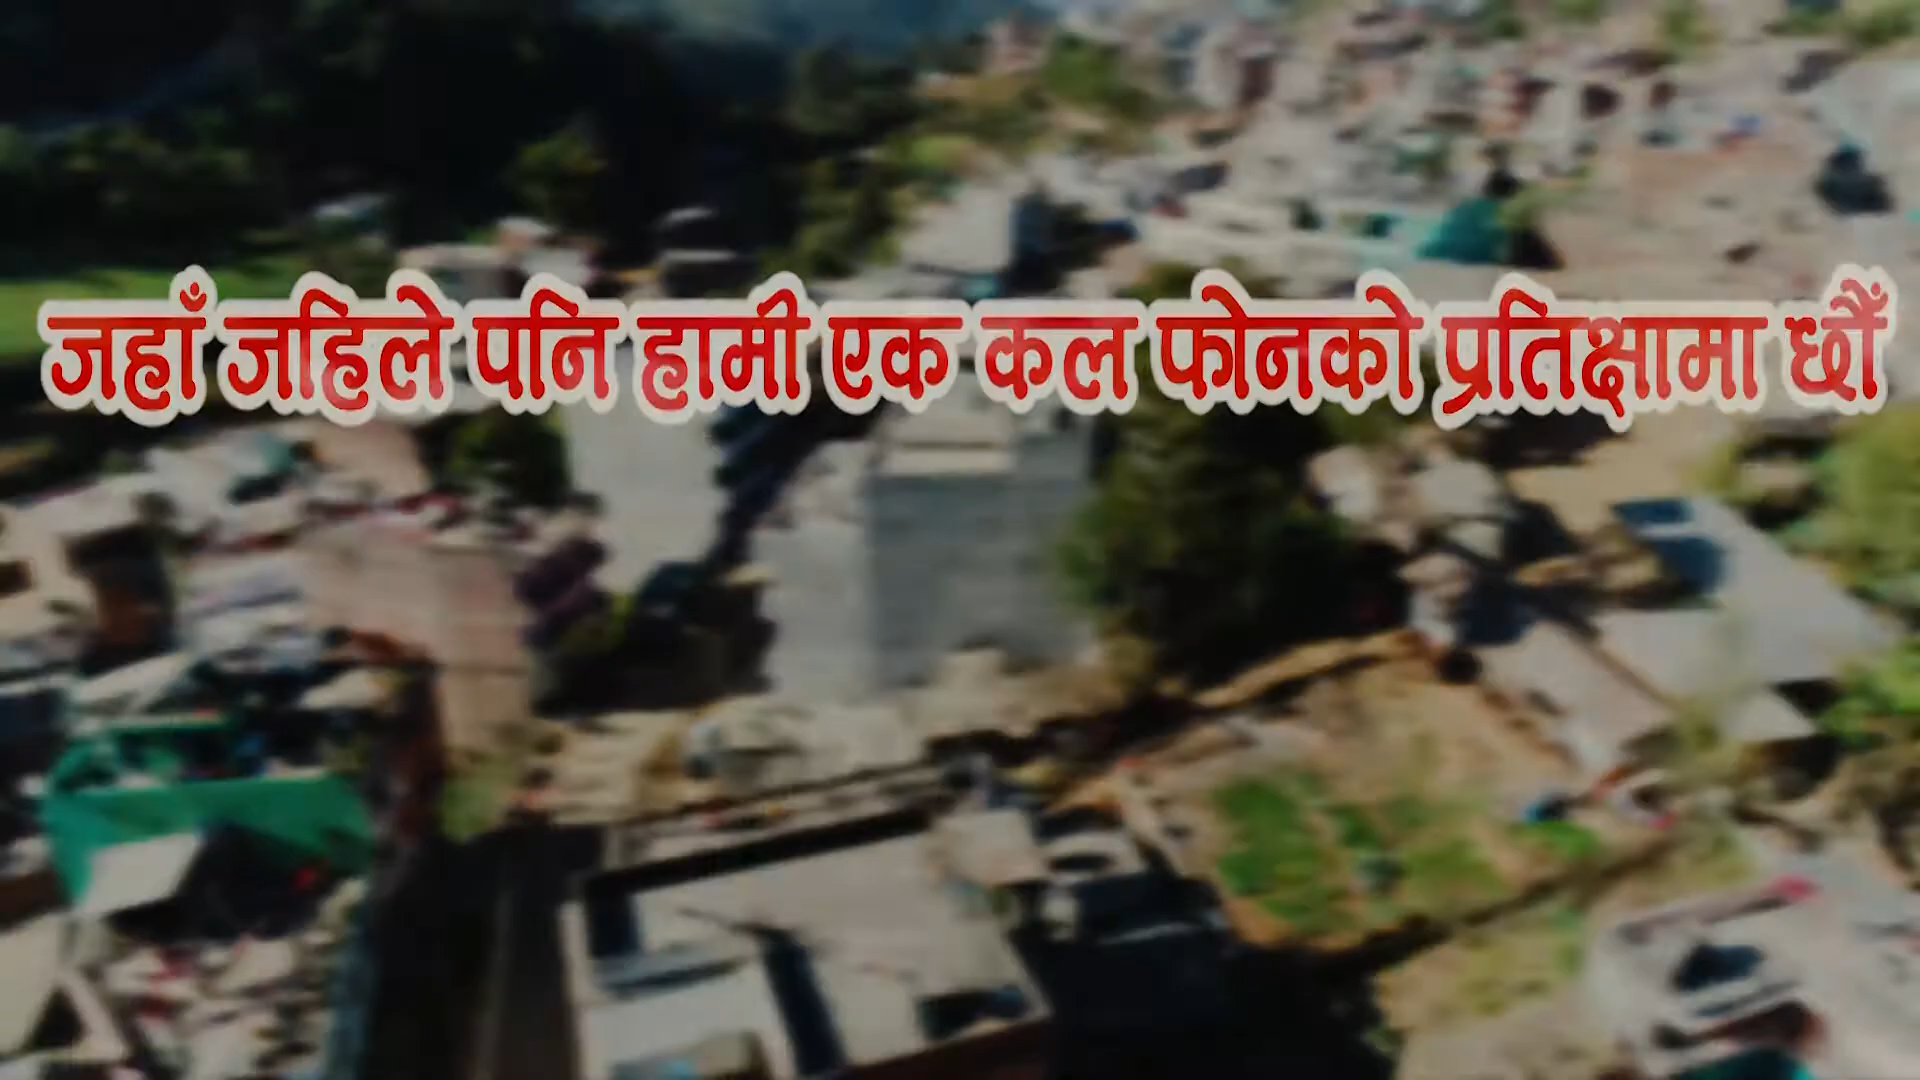 जहाँ जहिले पनि हामी एक कल फोनको प्रतिक्षामा छौं